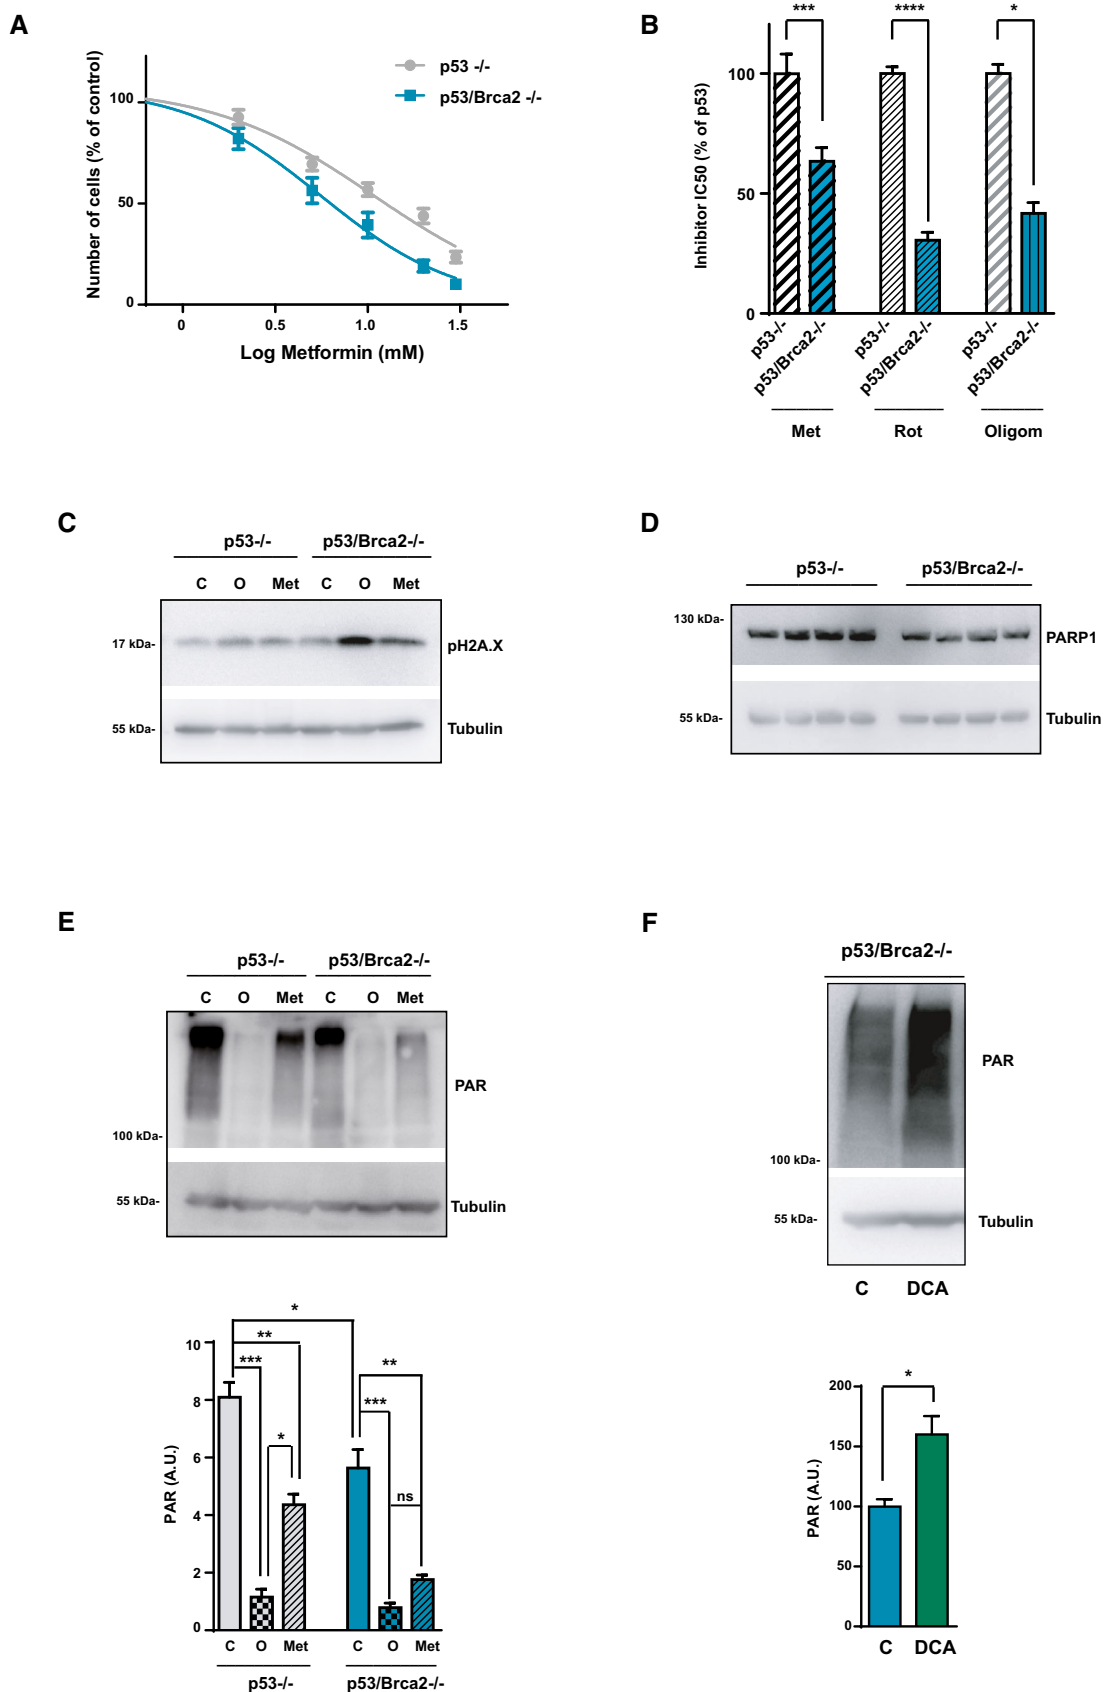 A
p53 -/-
p53/Brca2 -/-
Number of cells (% of control)
100
50
0
0
0.5
1.0
1.5
Log Metformin (mM)
B
***
****
*
Inhibitor IC50 (% of p53)
100
50
0
p53-/-
p53/Brca2-/-
p53-/-
p53/Brca2-/-
p53-/-
p53/Brca2-/-
Met
Rot
Oligom
C
p53-/- p53/Brca2-/-
C O Met C O Met
17 kDa-
pH2A.X
55 kDa-
Tubulin
D
p53-/- p53/Brca2-/-
130 kDa-
PARP1
55 kDa-
Tubulin
E
p53-/- p53/Brca2-/-
C O Met C O Met
PAR
100 kDa-
55 kDa-
Tubulin
*
**
***
*
**
***
ns
PAR (A.U.)
10
8
6
4
2
0
C O Met C O Met
p53-/- p53/Brca2-/-
F
p53/Brca2-/-
PAR
100 kDa-
55 kDa-
Tubulin
C DCA
*
PAR (A.U.)
200
150
100
50
0
C DCA